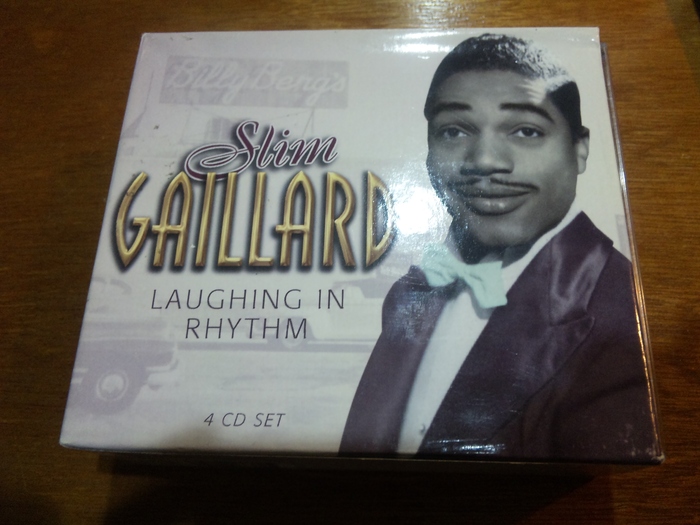 Billy Berg's
Slim
GAILLARD
LAUGHING IN
RHYTHM
4 CD SET